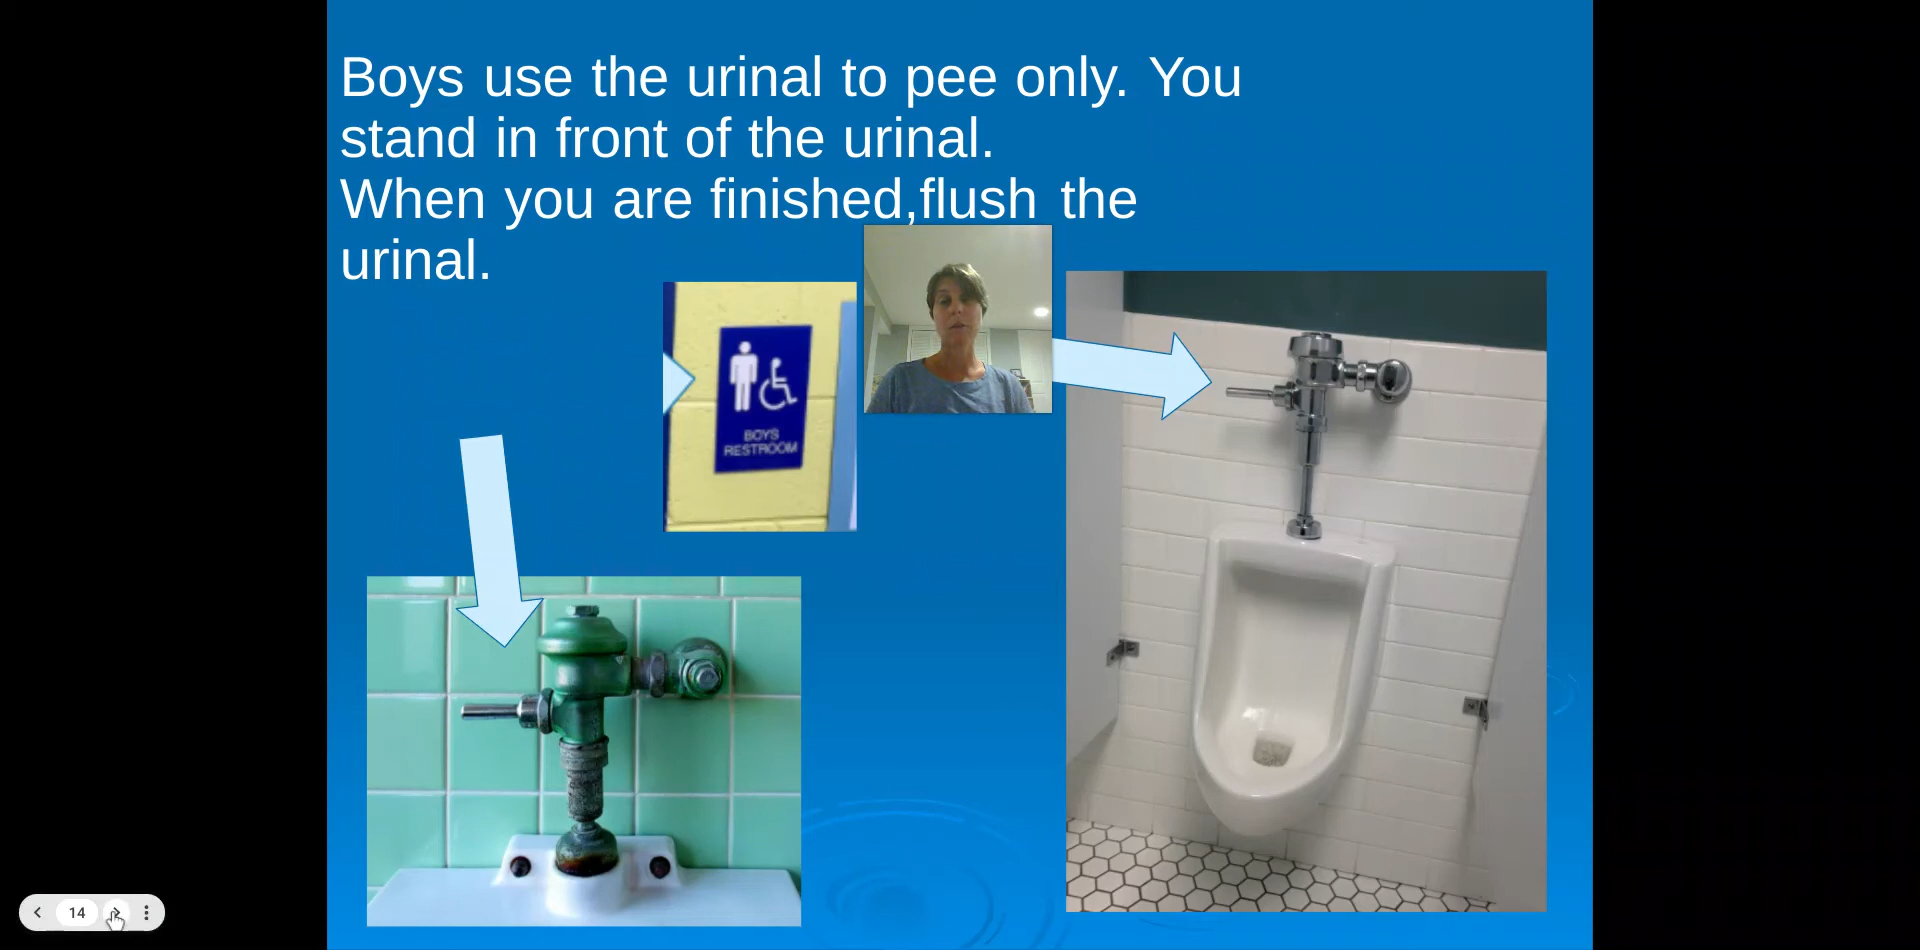 Boys use the urinal to pee only. You
stand in front of the urinal.
When you are finished,flush the
urinal.
BOYS
RESTROOM
14